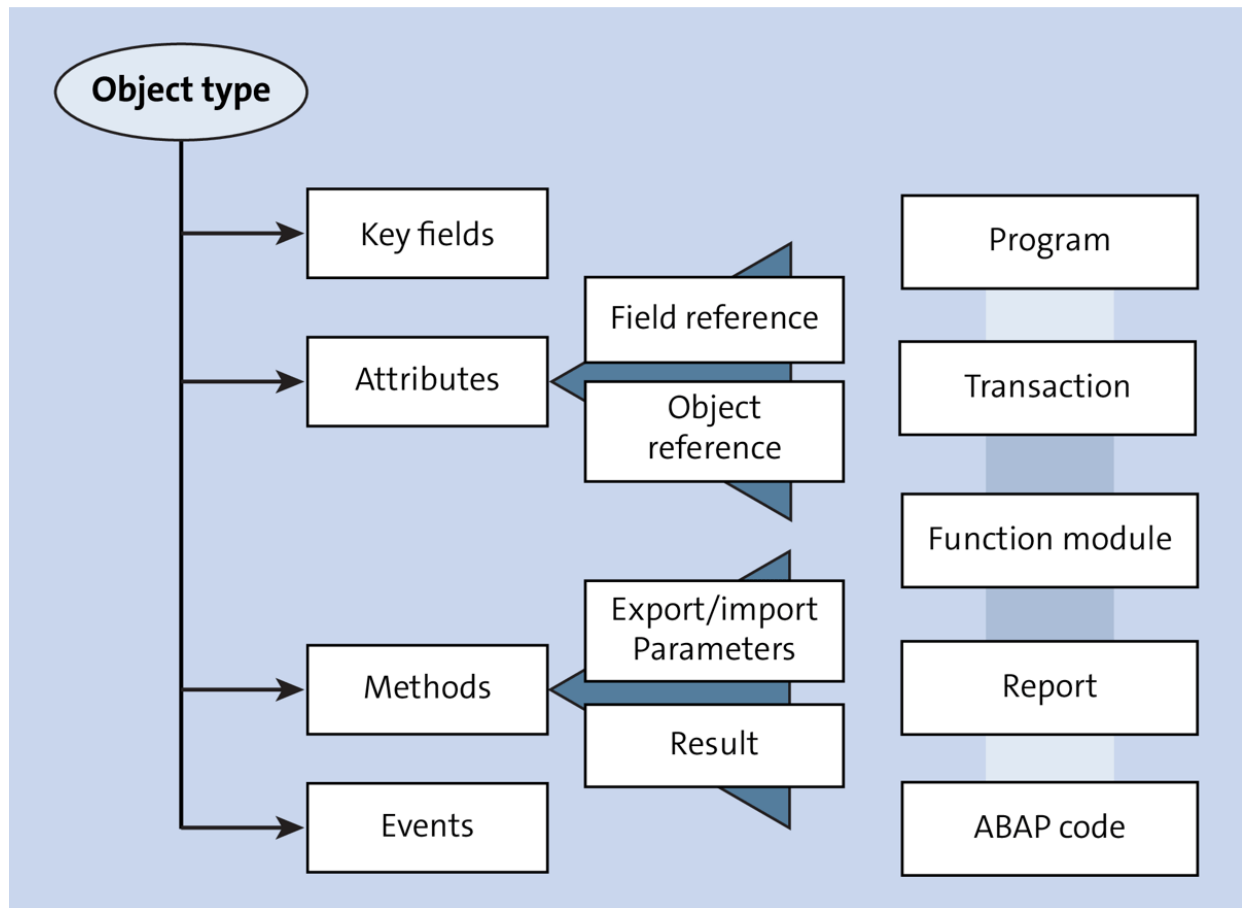 Object type
Key fields
Attributes
Methods
Events
Field reference
Object
reference
Export/import
Parameters
Result
Program
Transaction
Function module
Report
ABAP code